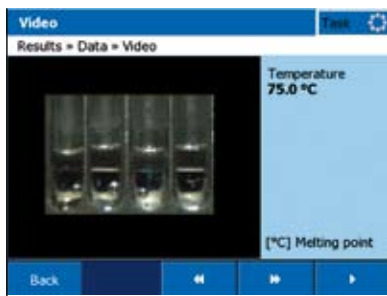 Video
Task
Results » Data » Video
Temperature
75.0 °C
[°C] Melting point
Back